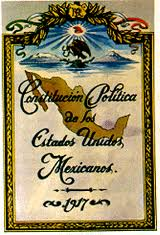 Constitución Política
de los
Estados Unidos,
Mexicanos.
1917